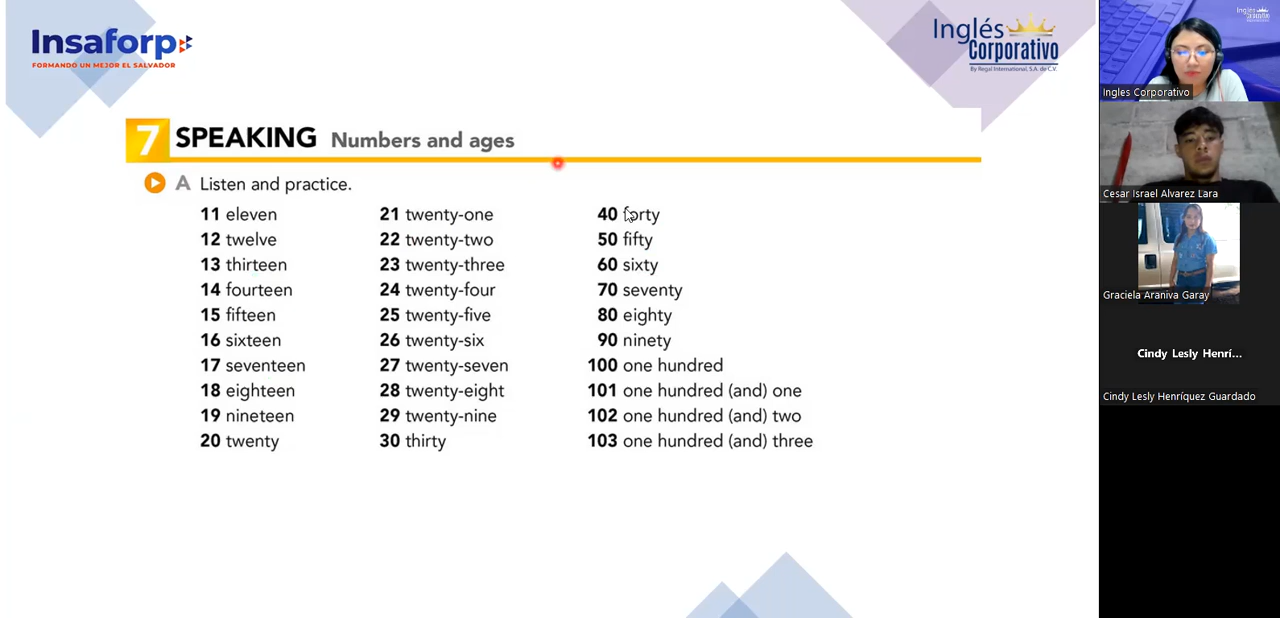 Insaforp
FORMANDO UN MEJOR EL SALVADOR
Inglés
Corporativo
By Regal International, S.A. de C.V.
7 SPEAKING Numbers and ages
A Listen and practice.
11 eleven
12 twelve
13 thirteen
14 fourteen
15 fifteen
16 sixteen
17 seventeen
18 eighteen
19 nineteen
20 twenty
21 twenty-one
22 twenty-two
23 twenty-three
24 twenty-four
25 twenty-five
26 twenty-six
27 twenty-seven
28 twenty-eight
29 twenty-nine
30 thirty
40 forty
50 fifty
60 sixty
70 seventy
80 eighty
90 ninety
100 one hundred
101 one hundred (and) one
102 one hundred (and) two
103 one hundred (and) three
Inglés
Ingles Corporativo
Cesar Israel Alvarez Lara
Graciela Araniva Garay
Cindy Lesly Henrí...
Cindy Lesly Henríquez Guardado